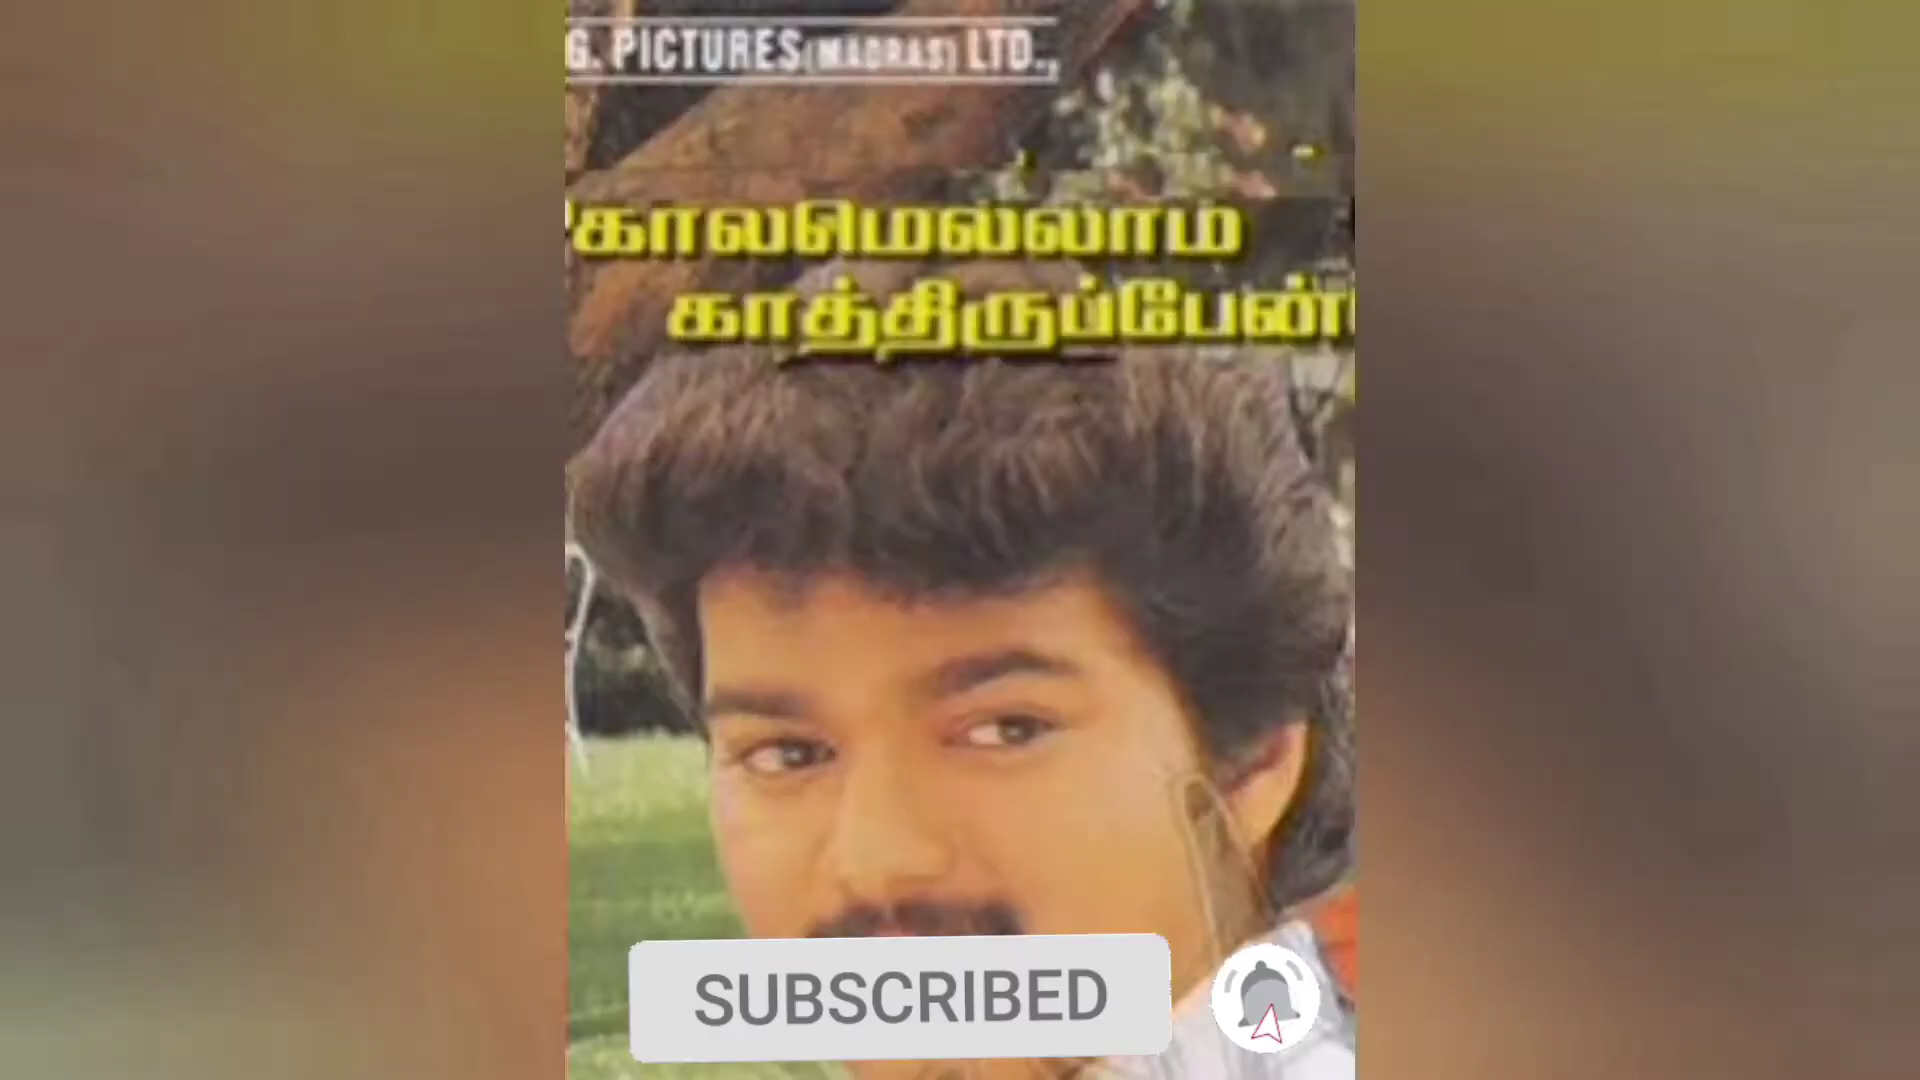 G. PICTURES (MADRAS) LTD.,
காலமெல்லாம்
காத்திருப்பேன்
SUBSCRIBED